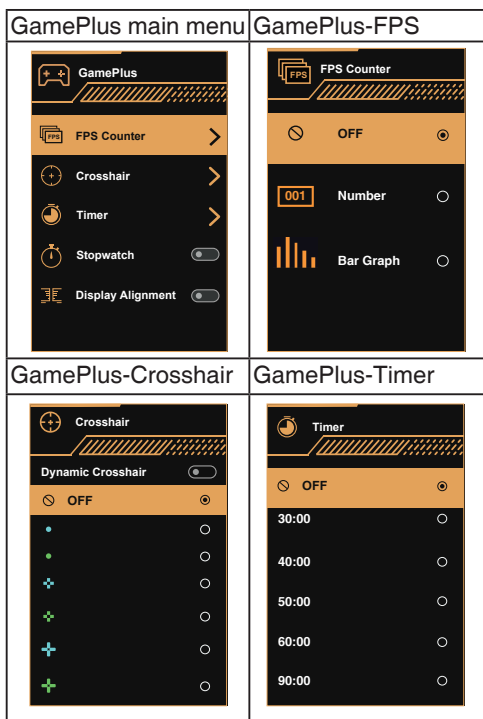 GamePlus main menu
GamePlus-FPS
GamePlus
FPS FPS Counter
Crosshair
Timer
Stopwatch
Display Alignment
FPS FPS Counter
OFF
001 Number
Bar Graph
GamePlus-Crosshair
GamePlus-Timer
Crosshair
Dynamic Crosshair
OFF
Timer
OFF
30:00
40:00
50:00
60:00
90:00